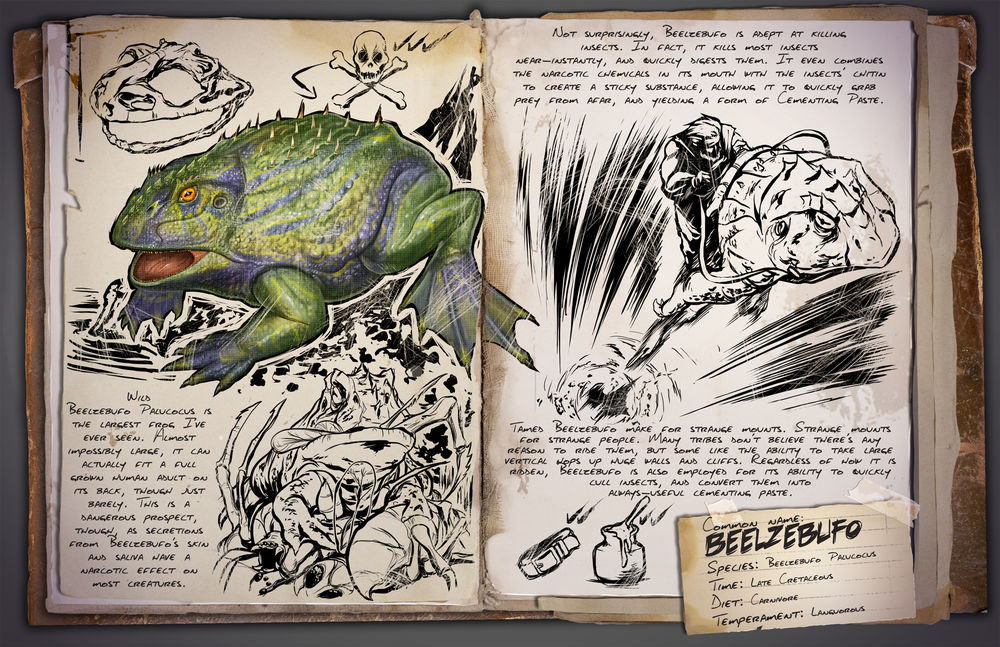 Wild
Beelzebufo Palucocus is
the largest frog I've
ever seen. Almost
impossibly large, it can
actually fit a full
grown human adult on
its back, though just
barely. This is a
dangerous prospect,
though, as secretions
from Beelzebufo's skin
and saliva have a
narcotic effect on
most creatures.
Not surprisingly, Beelzebufo is adept at killing
insects. In fact, it kills most insects
near-instantly, and quickly digests them. It even combines
the narcotic chemicals in its mouth with the insects' chitin
to create a sticky substance, allowing it to quickly grab
prey from afar, and yielding a form of Cementing Paste.
Tamed Beelzebufo make for strange mounts. Strange mounts
for strange people. Many tribes don't believe there's any
reason to ride them, but some like the ability to take large
vertical hops up huge walls and cliffs. Regardless of how it is
ridden, Beelzebufo is also employed for its ability to quickly
cull insects, and convert them into
always-useful cementing paste.
Common name:
BEELZEBUFO
Species: Beelzebufo Palucocus
Time: Late Cretaceous
Diet: Carnivore
Temperament: Languorous